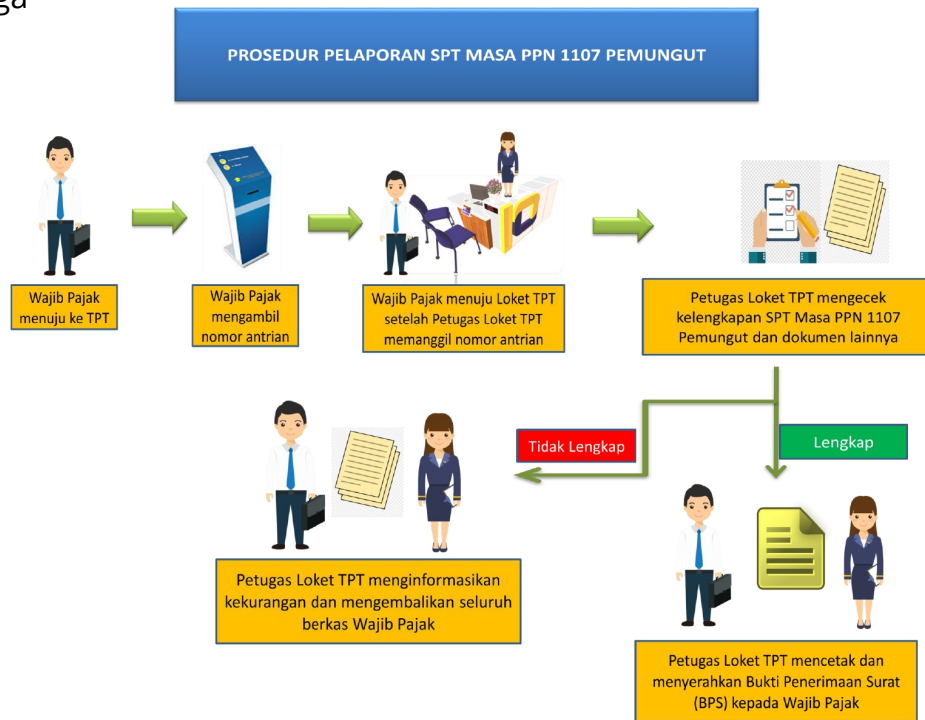 PROSEDUR PELAPORAN SPT MASA PPN 1107 PEMUNGUT
Wajib Pajak
menuju ke TPT
Wajib Pajak
mengambil
nomor antrian
Wajib Pajak menuju Loket TPT
setelah Petugas Loket TPT
memanggil nomor antrian
Petugas Loket TPT mengecek
kelengkapan SPT Masa PPN 1107
Pemungut dan dokumen lainnya
Tidak Lengkap
Lengkap
Petugas Loket TPT menginformasikan
kekurangan dan mengembalikan seluruh
berkas Wajib Pajak
Petugas Loket TPT mencetak dan
menyerahkan Bukti Penerimaan Surat
(BPS) kepada Wajib Pajak